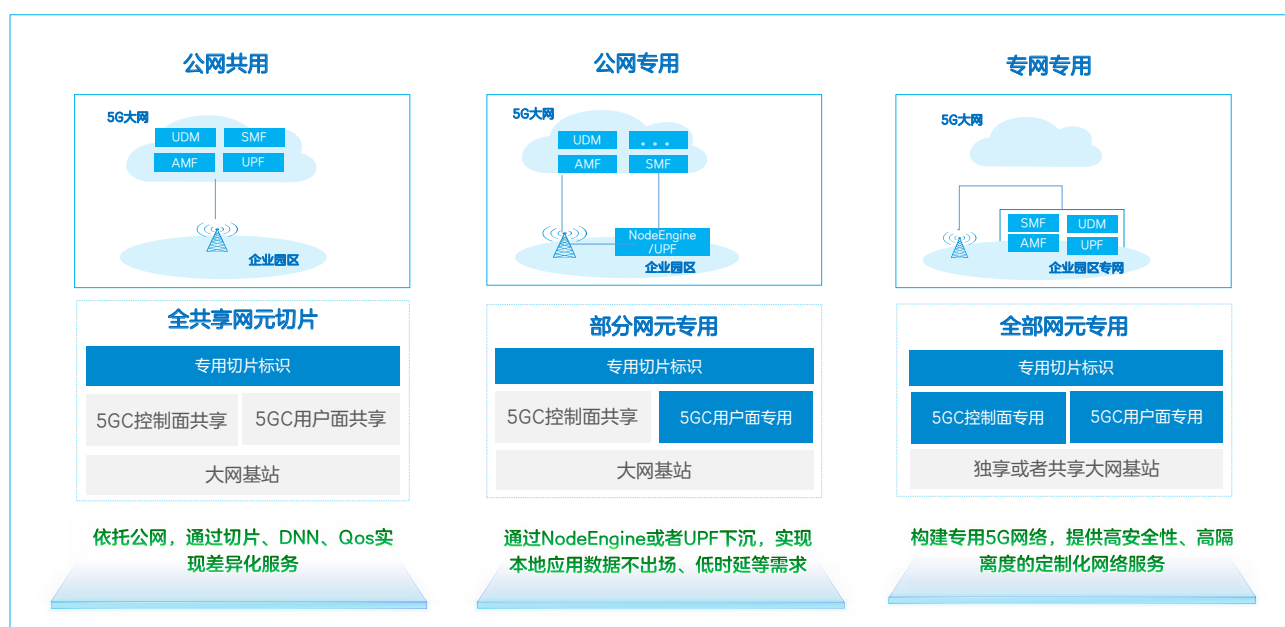 公网共用
5G大网
UDM
SMF
AMF
UPF
企业园区
全共享网元切片
专用切片标识
5GC控制面共享
5GC用户面共享
大网基站
依托公网，通过切片、DNN、Qos实
现差异化服务
公网专用
5G大网
UDM
...
AMF
SMF
NodeEngine
/UPF
企业园区
部分网元专用
专用切片标识
5GC控制面共享
5GC用户面专用
大网基站
通过NodeEngine或者UPF下沉，实现
本地应用数据不出场、低时延等需求
专网专用
5G大网
SMF
UDM
AMF
UPF
企业园区专网
全部网元专用
专用切片标识
5GC控制面专用
5GC用户面专用
独享或者共享大网基站
构建专用5G网络，提供高安全性、高隔
离度的定制化网络服务